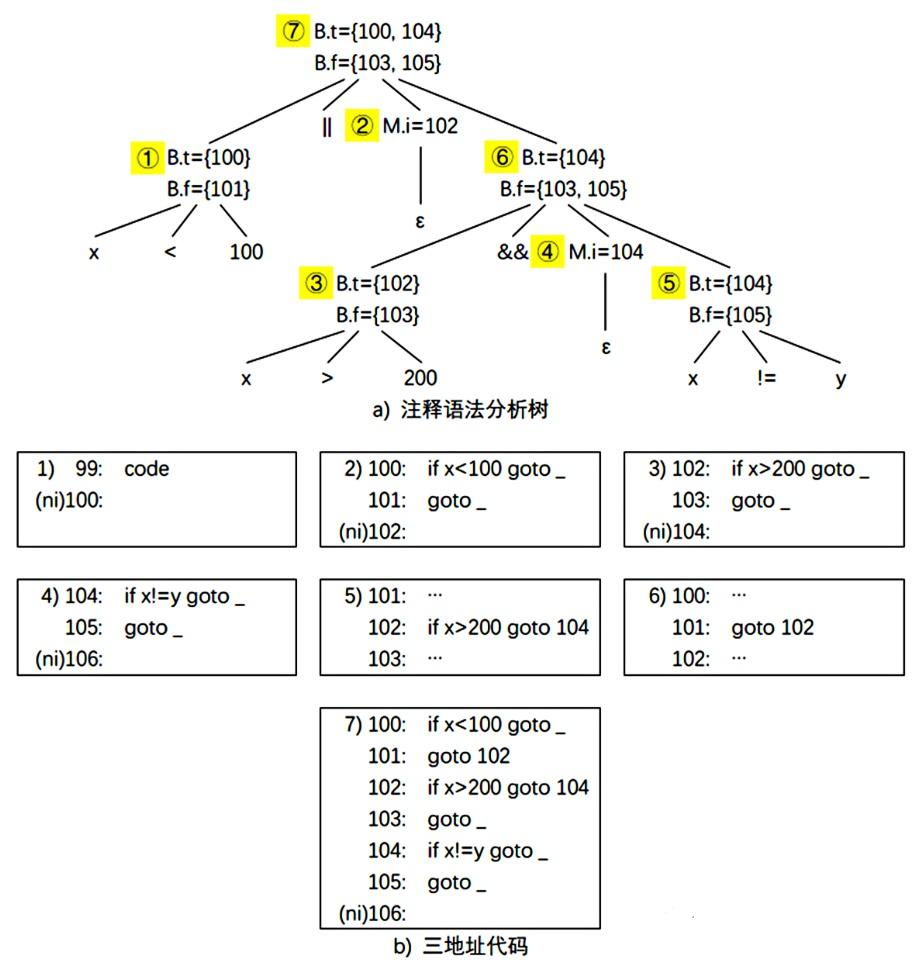 ⑦ B.t={100, 104}
B.f={103, 105}
|| ② M.i=102
① B.t={100}
B.f={101}
⑥ B.t={104}
B.f={103, 105}
ε
x < 100
&& ④ M.i=104
③ B.t={102}
B.f={103}
⑤ B.t={104}
B.f={105}
ε
x > 200
x != y
a) 注释语法分析树
1) 99: code
(ni)100:
2) 100: if x<100 goto _
101: goto _
(ni)102:
3) 102: if x>200 goto _
103: goto _
(ni)104:
4) 104: if x!=y goto _
105: goto _
(ni)106:
5) 101: ···
102: if x>200 goto 104
103: ···
6) 100: ···
101: goto 102
102: ···
7) 100: if x<100 goto _
101: goto 102
102: if x>200 goto 104
103: goto _
104: if x!=y goto _
105: goto _
(ni)106:
b) 三地址代码